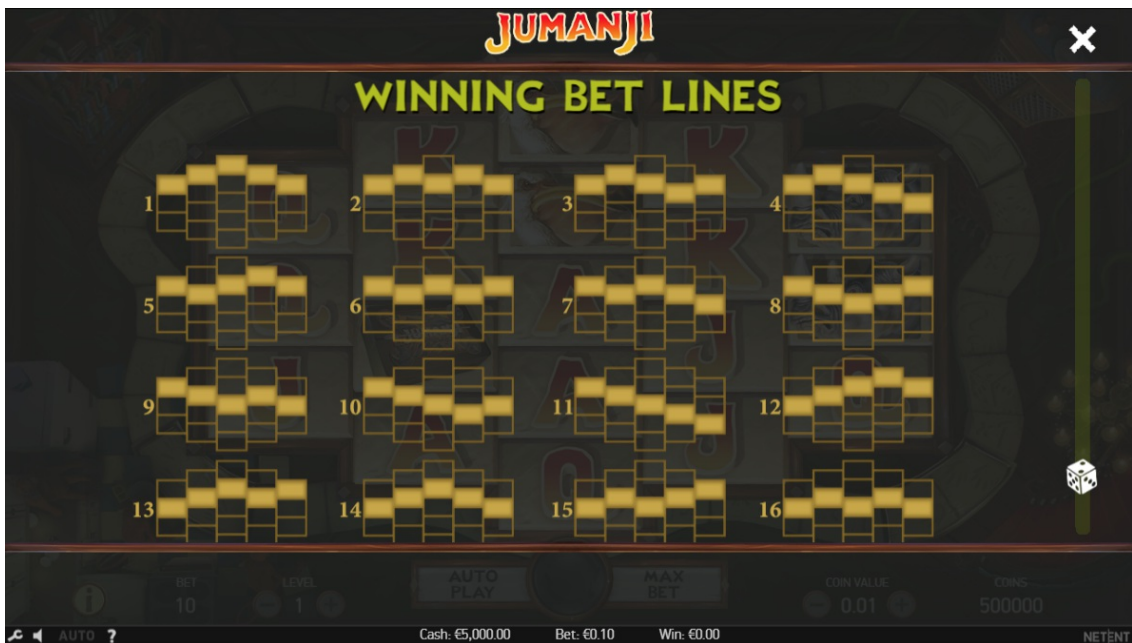 JUMANJI
WINNING BET LINES
1 2 3 4
5 6 7 8
9 10 11 12
13 14 15 16
BET LEVEL AUTO PLAY MAX BET COIN VALUE COINS
10 1 0.01 500000
AUTO ? Cash: €5,000.00 Bet: €0.10 Win: €0.00 NETENT